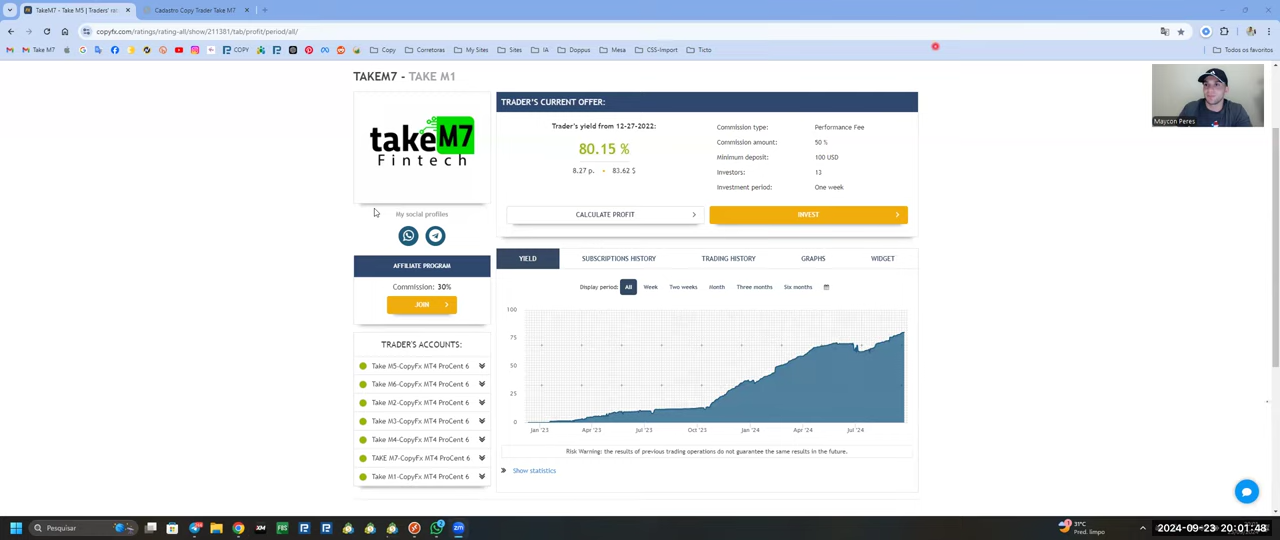 TakeM7 - Take M5 | Traders' ra
Cadastro Copy Trader Take M7.
copyfx.com/ratings/rating-all/show/211381/tab/profit/period/all/
Take M7
COPY
Copy
Corretoras
My Sites
Sites
IA
Doppus
Mesa
CSS-Import
Ticto
Todos os favoritos
TAKEM7 - TAKE M1
takeM7
Fintech
My social profiles
AFFILIATE PROGRAM
Commission: 30%
JOIN
TRADER'S ACCOUNTS:
Take M5-CopyFx MT4 ProCent 6
Take M6-CopyFx MT4 ProCent 6
Take M2-CopyFx MT4 ProCent 6
Take M3-CopyFx MT4 ProCent 6
Take M4-CopyFx MT4 ProCent 6
TAKE M7-CopyFx MT4 ProCent 6
Take M1-CopyFx MT4 ProCent 6
TRADER'S CURRENT OFFER:
Trader's yield from 12-27-2022:
80.15 %
8.27 p. • 83.62 $
Commission type: Performance Fee
Commission amount: 50 %
Minimum deposit: 100 USD
Investors: 13
Investment period: One week
CALCULATE PROFIT
INVEST
YIELD
SUBSCRIPTIONS HISTORY
TRADING HISTORY
GRAPHS
WIDGET
Display period: All Week Two weeks Month Three months Six months
100
75
50
25
0
Jan '23 Apr '23 Jul '23 Oct '23 Jan '24 Apr '24 Jul '24
Risk Warning: the results of previous trading operations do not guarantee the same results in the future.
Show statistics
Maycon Peres
Pesquisar
XM
FBS
zm
31°C
Pred. limpo
2024-09-23 20:01:48